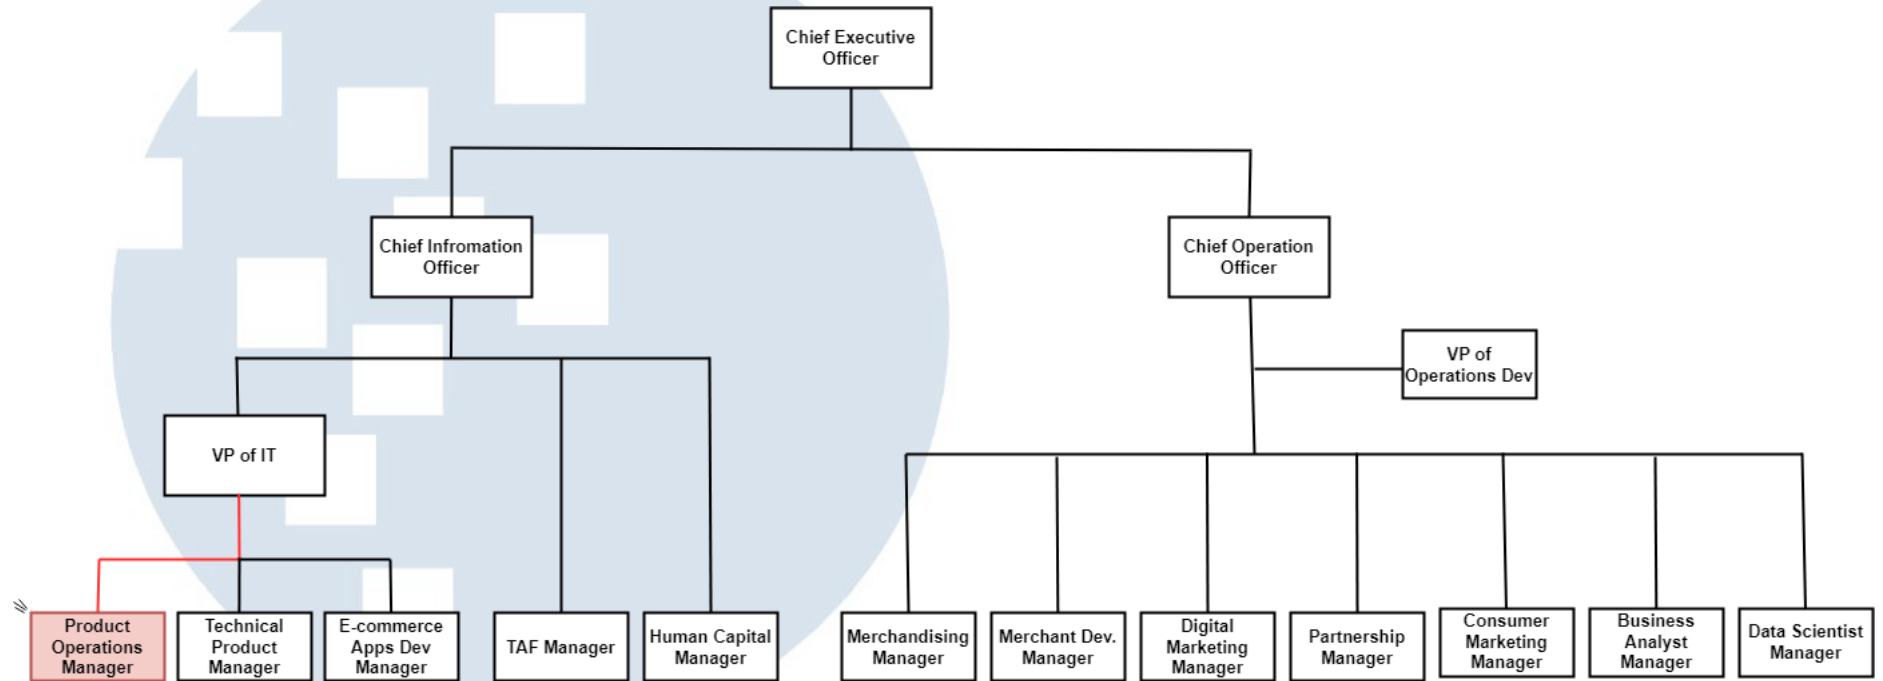 Chief Executive
Officer
Chief Infromation
Officer
Chief Operation
Officer
VP of
Operations Dev
VP of IT
Product
Operations
Manager
Technical
Product
Manager
E-commerce
Apps Dev
Manager
TAF Manager
Human Capital
Manager
Merchandising
Manager
Merchant Dev.
Manager
Digital
Marketing
Manager
Partnership
Manager
Consumer
Marketing
Manager
Business
Analyst
Manager
Data Scientist
Manager